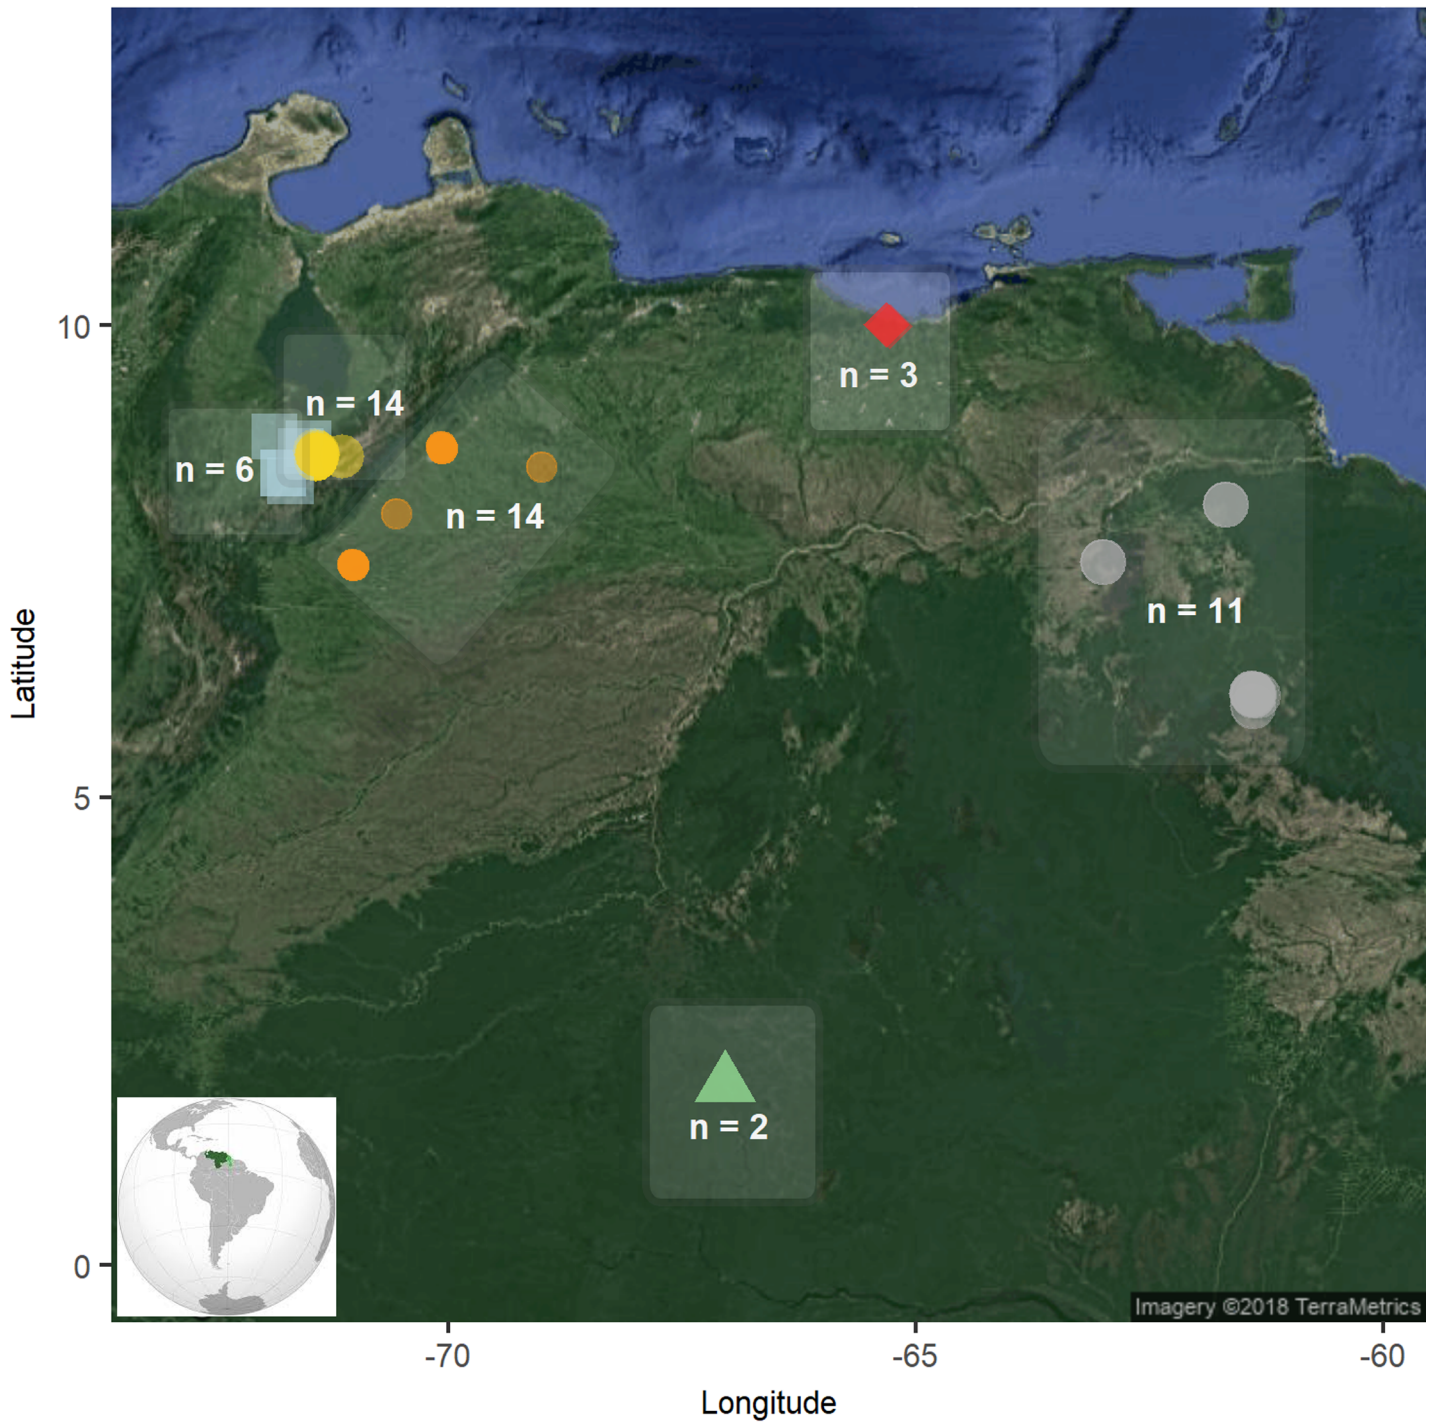 10
n = 3
n = 14
n = 6
n = 14
n = 11
Latitude
5
n = 2
0
Imagery ©2018 TerraMetrics
-70
-65
-60
Longitude